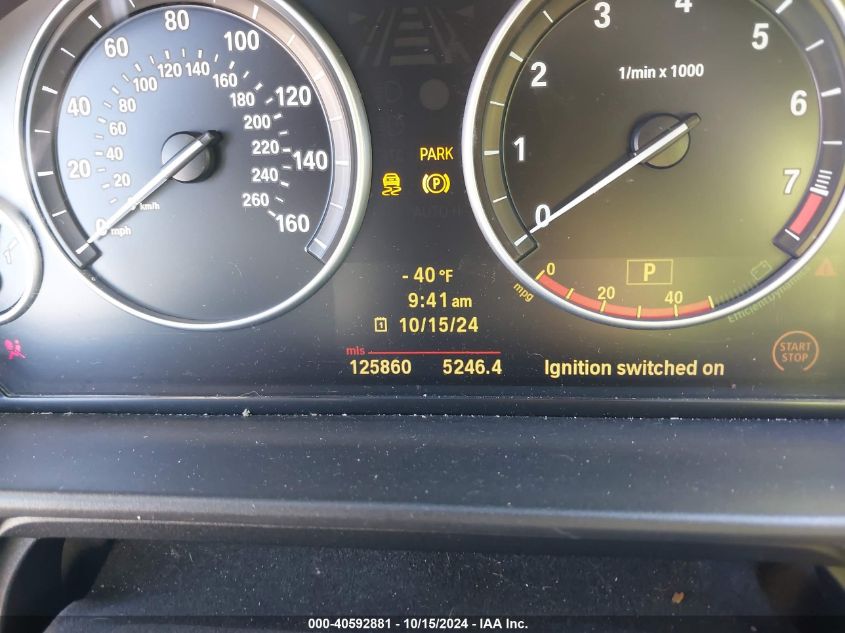 0 20 40 60 80 100 120 140 160
mph
20 40 60 80 100 120 140 160 180 200 220 240 260
km/h
0 1 2 3 4 5 6 7
1/min x 1000
PARK
P
- 40 °F
9:41 am
1 10/15/24
mls
125860 5246.4
P
mpg 0 20 40
EfficientDynamics
START
STOP
Ignition switched on
000-40592881 - 10/15/2024 - IAA Inc.